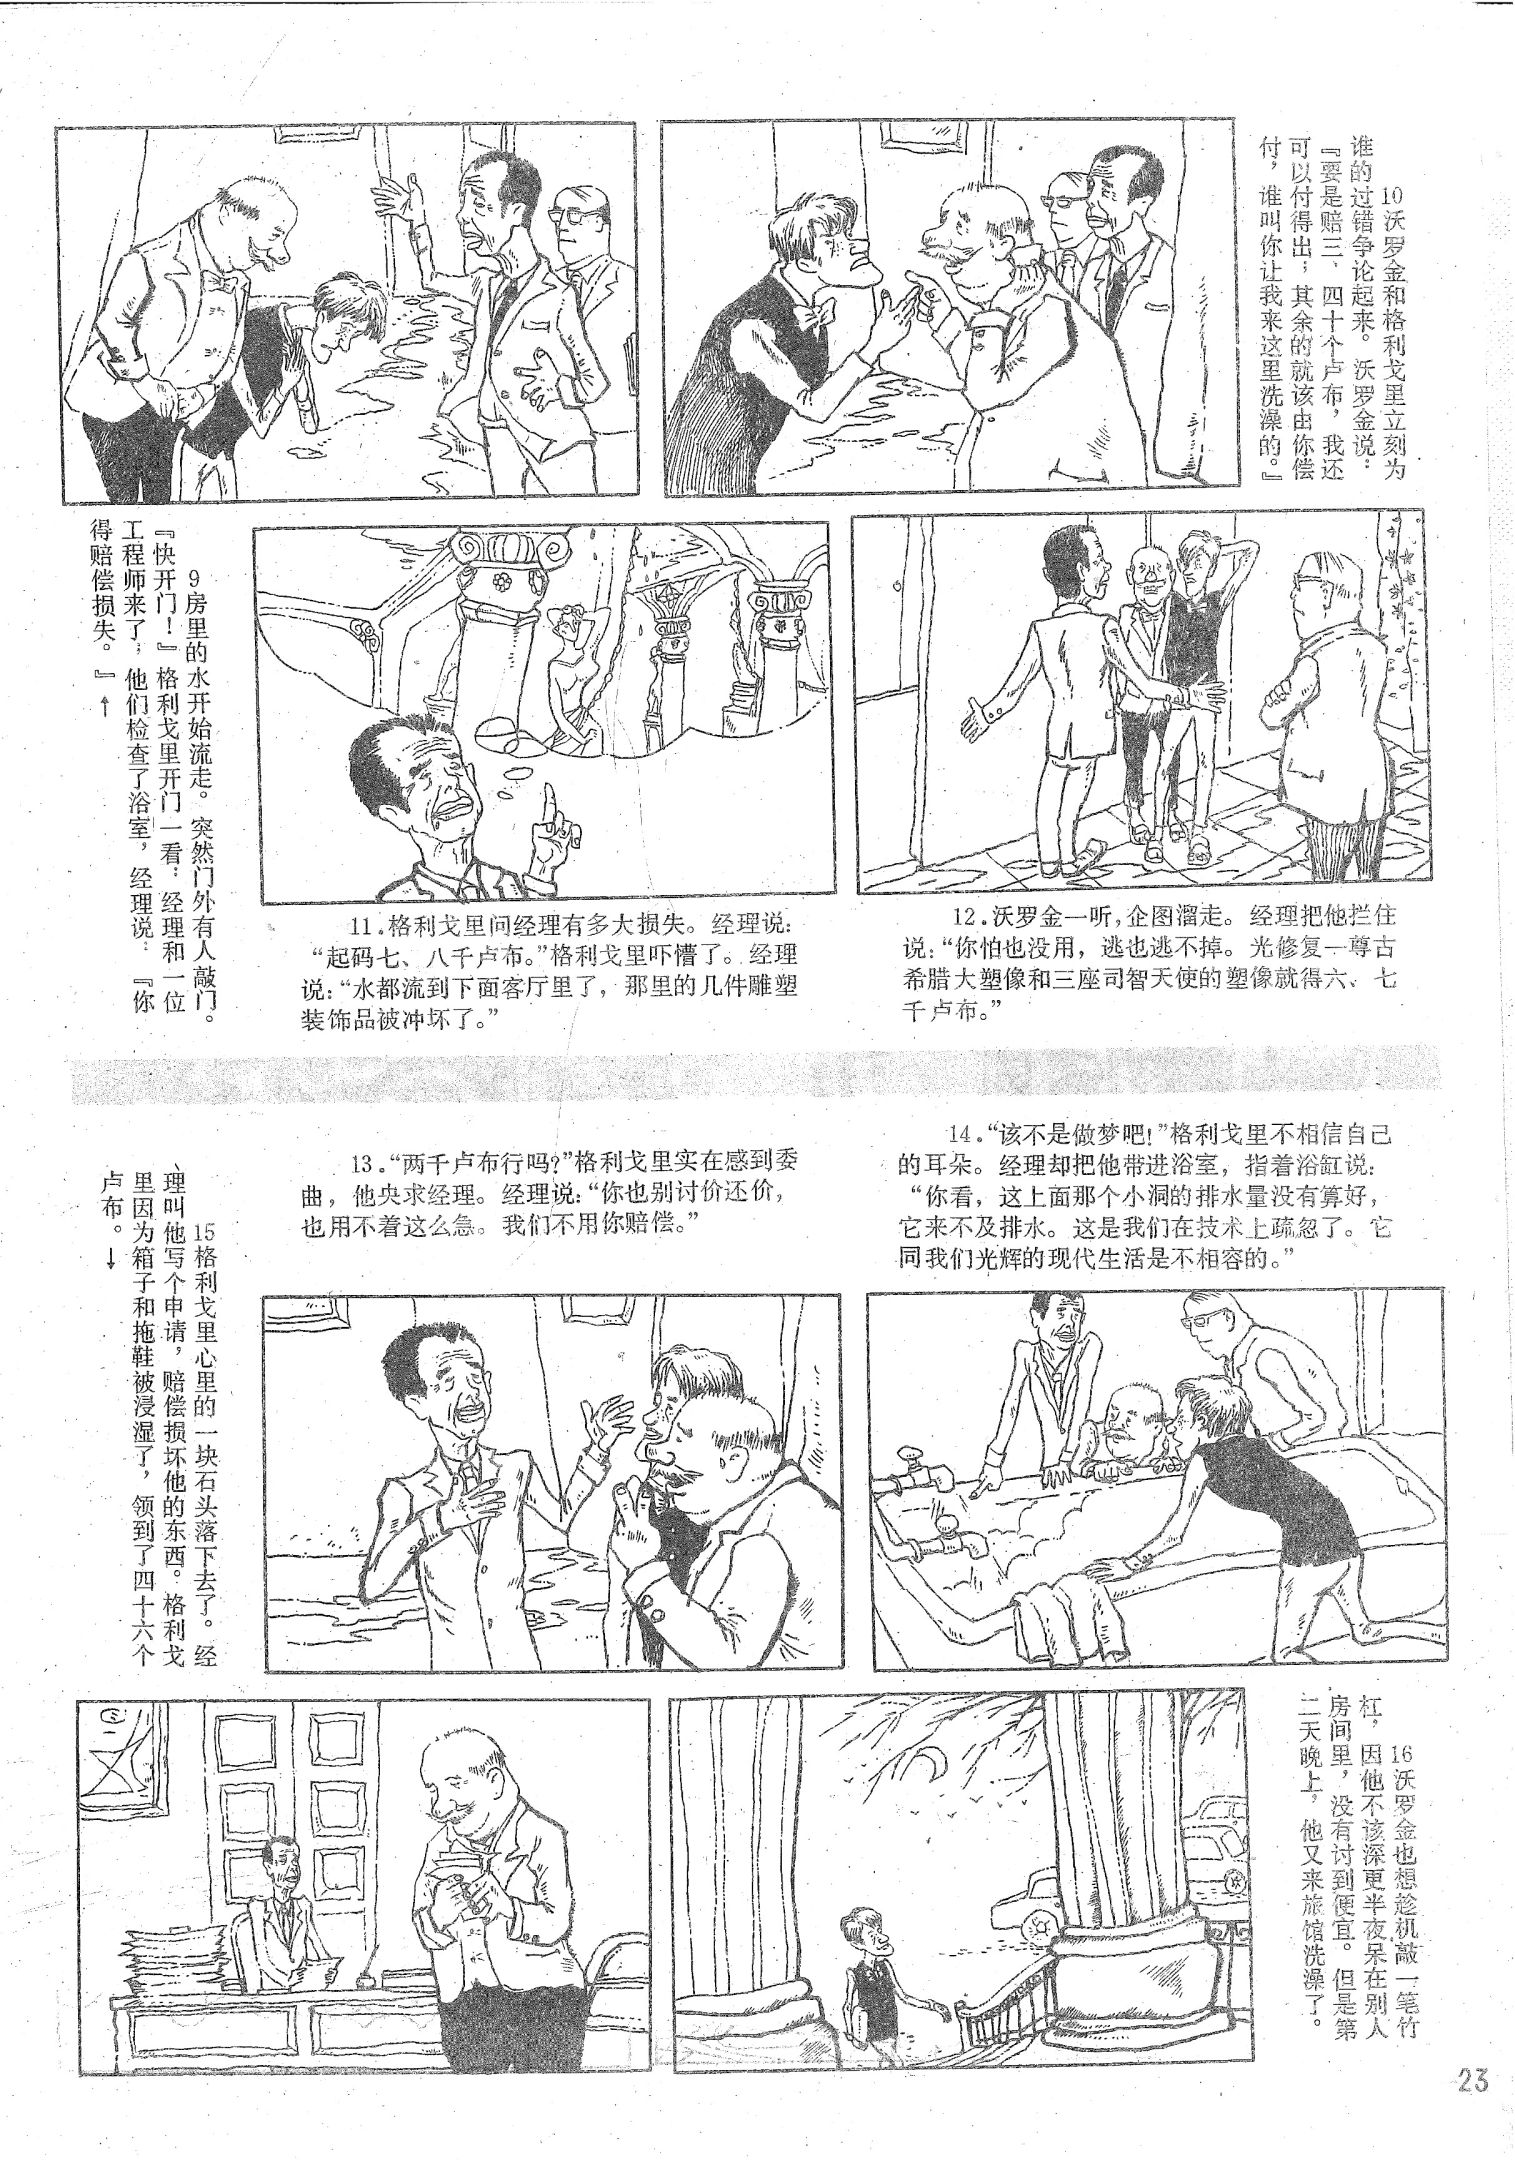 9房里的水开始流走。突然门外有人敲门。
『快开门！』格利戈里开门一看：经理和一位
工程师来了；他们检查了浴室，经理说：『你
得赔偿损失。』↑
10沃罗金和格利戈里立刻为
谁的过错争论起来。沃罗金说：
『要是赔三、四十个卢布，我还
可以付得出；其余的就该由你偿
付，谁叫你让我来这里洗澡的。』
11.格利戈里问经理有多大损失。经理说：
“起码七、八千卢布。”格利戈里吓懵了。经理
说：“水都流到下面客厅里了，那里的几件雕塑
装饰品被冲坏了。”
12.沃罗金一听，企图溜走。经理把他拦住
说：“你怕也没用，逃也逃不掉。光修复一尊古
希腊大塑像和三座司智天使的塑像就得六、七
千卢布。”
13.“两千卢布行吗？”格利戈里实在感到委
曲，他央求经理。经理说：“你也别讨价还价，
也用不着这么急。我们不用你赔偿。”
14.“该不是做梦吧！”格利戈里不相信自己
的耳朵。经理却把他带进浴室，指着浴缸说：
“你看，这上面那个小洞的排水量没有算好，
它来不及排水。这是我们在技术上疏忽了。它
同我们光辉的现代生活是不相容的。”
15格利戈里心里的一块石头落下去了。经
理叫他写个申请，赔偿损坏他的东西。格利戈
里因为箱子和拖鞋被浸湿了，领到了四十六个
卢布。↓
16沃罗金也想趁机敲一笔竹
杠，因他不该深更半夜呆在别人
房间里，没有讨到便宜。但是第
二天晚上，他又来旅馆洗澡了。
23